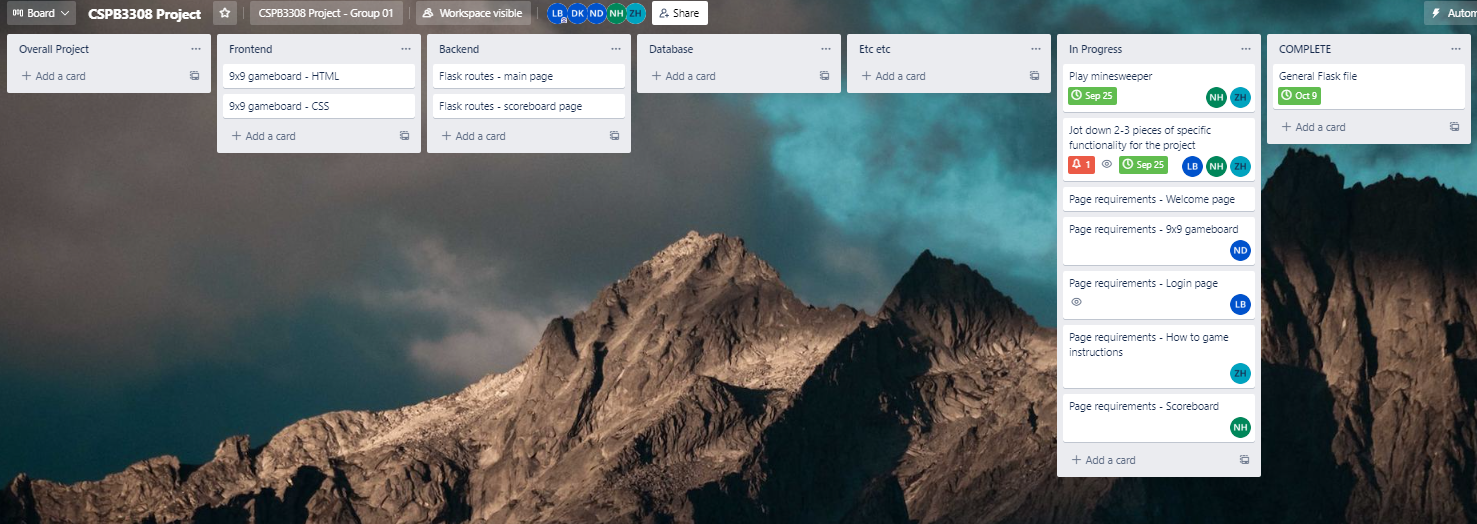 Board
CSPB3308 Project
CSPB3308 Project - Group 01
Workspace visible
LB DK ND NH ZH
Share
Autom
Overall Project
Add a card
Frontend
9x9 gameboard - HTML
9x9 gameboard - CSS
Add a card
Backend
Flask routes - main page
Flask routes - scoreboard page
Add a card
Database
Add a card
Etc etc
Add a card
In Progress
Play minesweeper
Sep 25
NH ZH
Jot down 2-3 pieces of specific
functionality for the project
1 Sep 25
LB NH ZH
Page requirements - Welcome page
Page requirements - 9x9 gameboard
ND
Page requirements - Login page
LB
Page requirements - How to game
instructions
ZH
Page requirements - Scoreboard
NH
Add a card
COMPLETE
General Flask file
Oct 9
Add a card